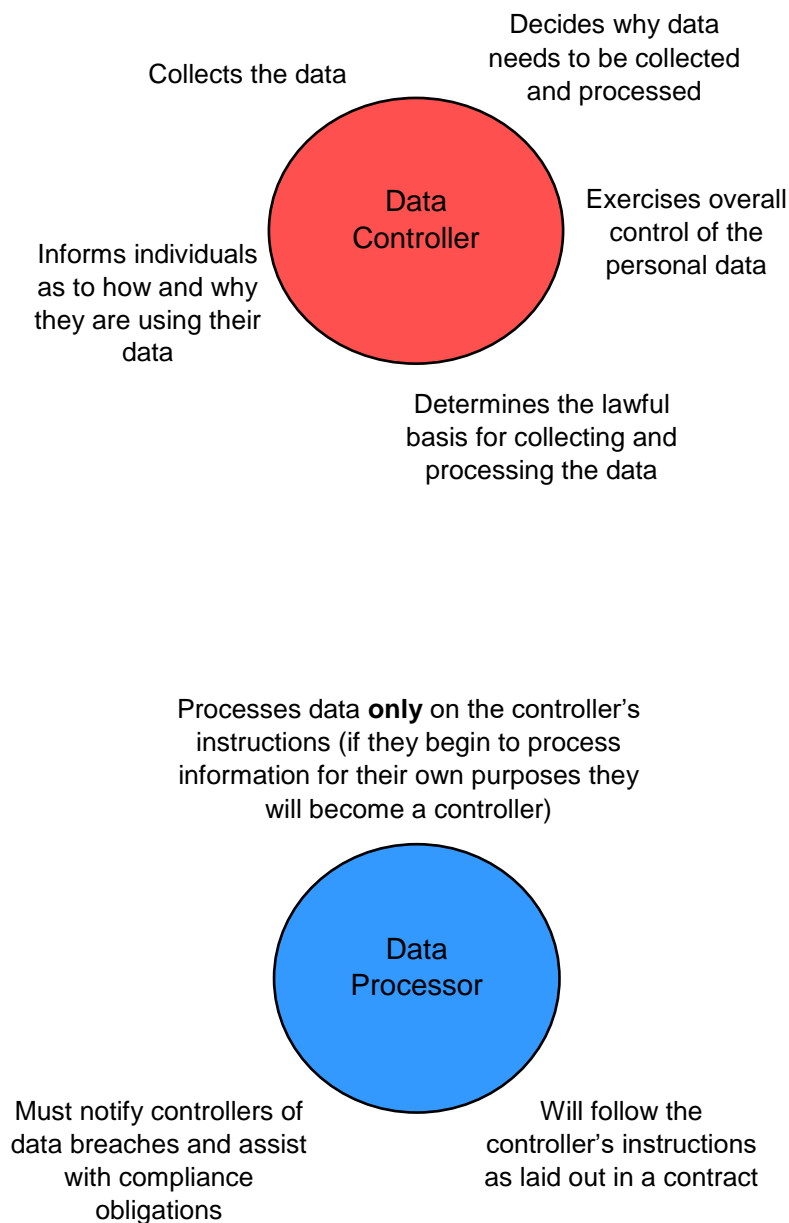 Decides why data
needs to be collected
and processed
Collects the data
Data
Controller
Exercises overall
control of the
personal data
Informs individuals
as to how and why
they are using their
data
Determines the lawful
basis for collecting and
processing the data
Processes data only on the controller’s
instructions (if they begin to process
information for their own purposes they
will become a controller)
Data
Processor
Must notify controllers of
data breaches and assist
with compliance
obligations
Will follow the
controller’s instructions
as laid out in a contract